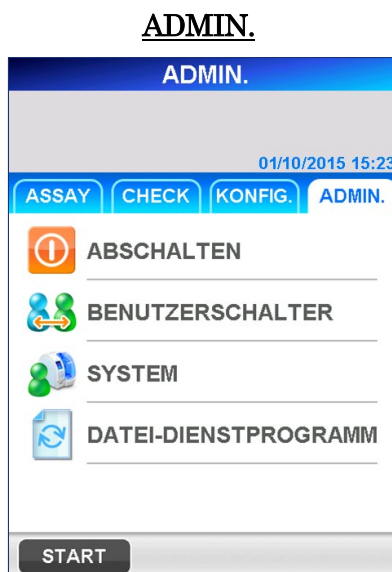 ADMIN.
ADMIN.
01/10/2015 15:23
ASSAY CHECK KONFIG. ADMIN.
ABSCHALTEN
BENUTZERSCHALTER
SYSTEM
DATEI-DIENSTPROGRAMM
START